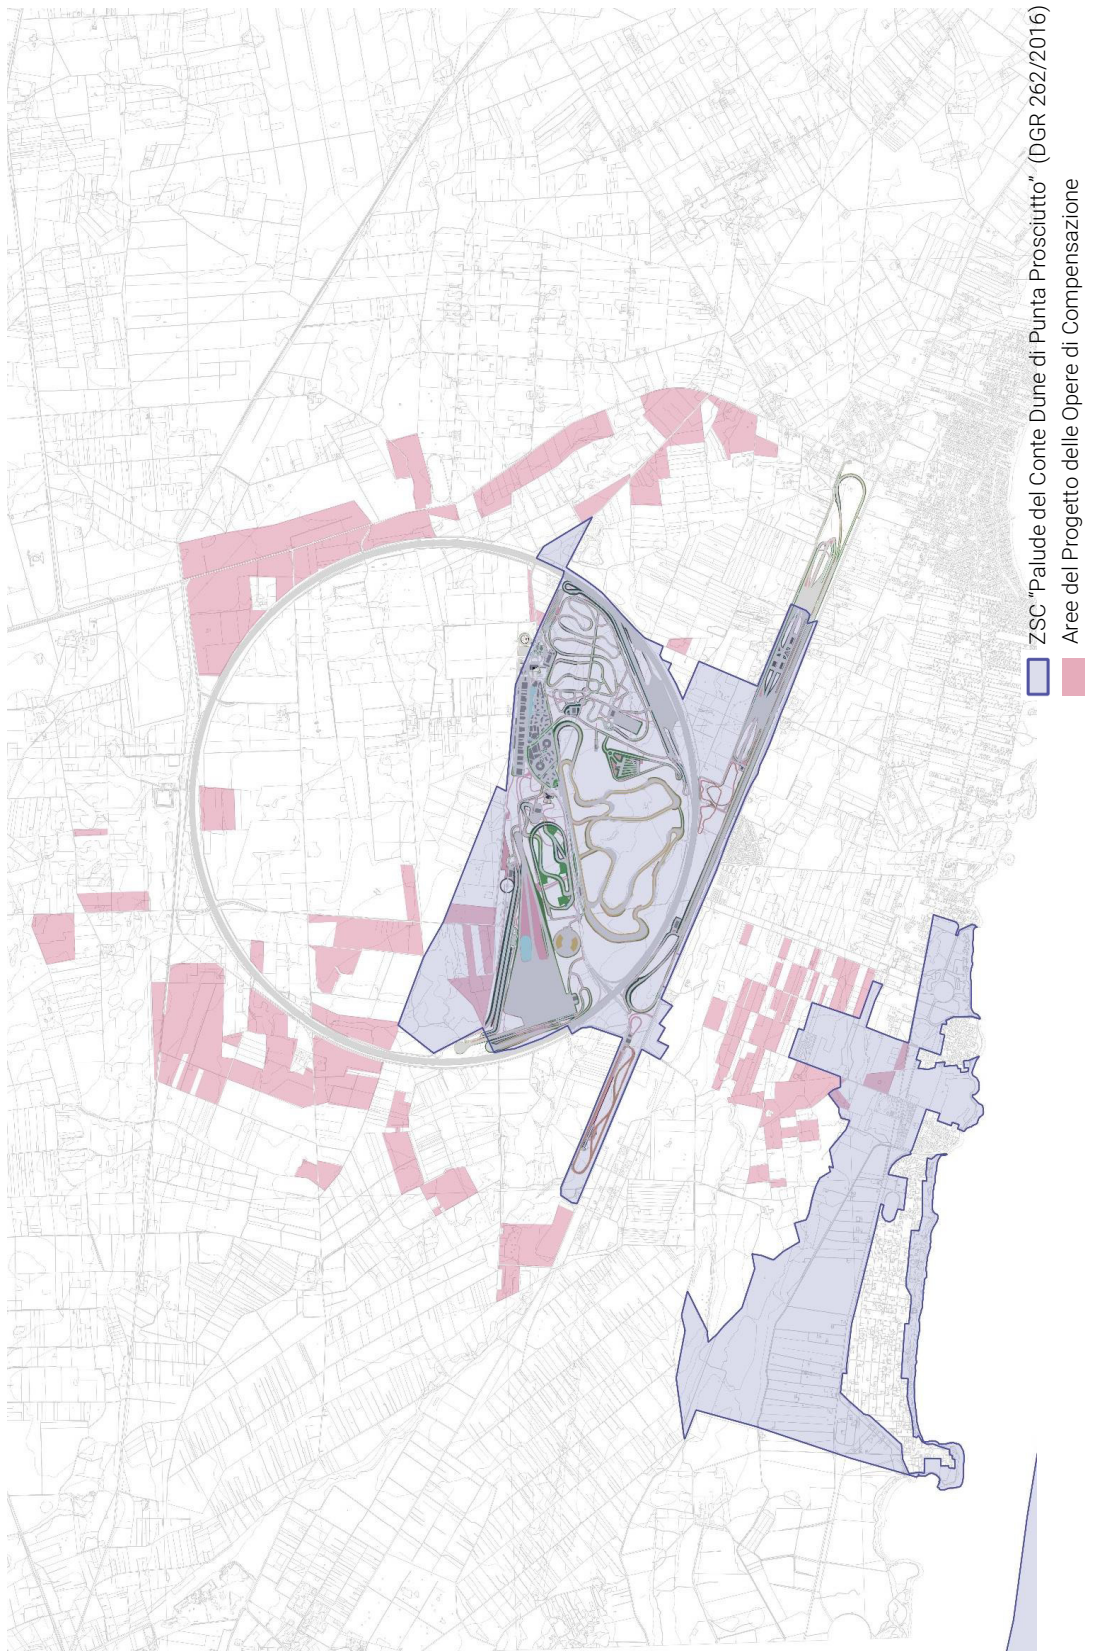 ZSC “Palude del Conte Dune di Punta Prosciutto” (DGR 262/2016)
Aree del Progetto delle Opere di Compensazione